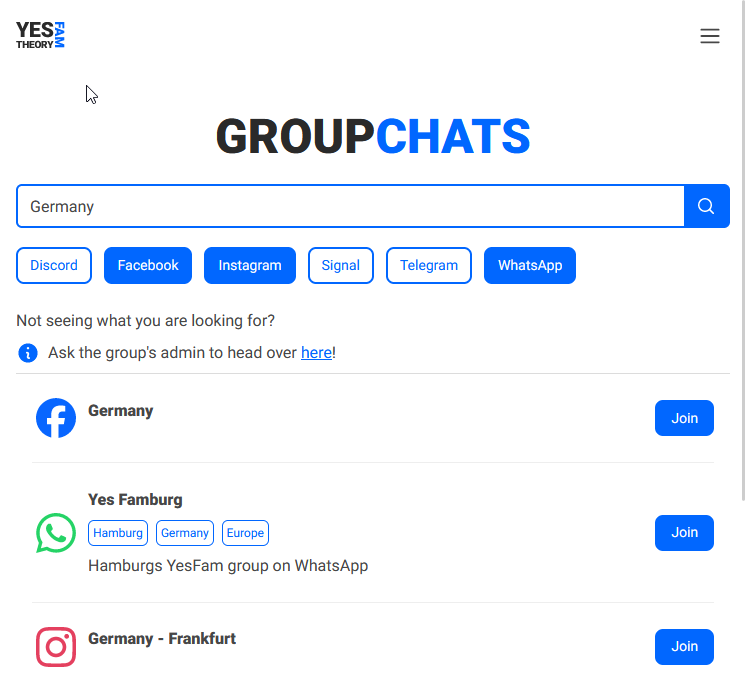 YES
FAM
THEORY
GROUPCHATS
Germany
Discord Facebook Instagram Signal Telegram WhatsApp
Not seeing what you are looking for?
Ask the group's admin to head over here!
Germany
Join
Yes Famburg
Hamburg Germany Europe
Hamburgs YesFam group on WhatsApp
Join
Germany - Frankfurt
Join